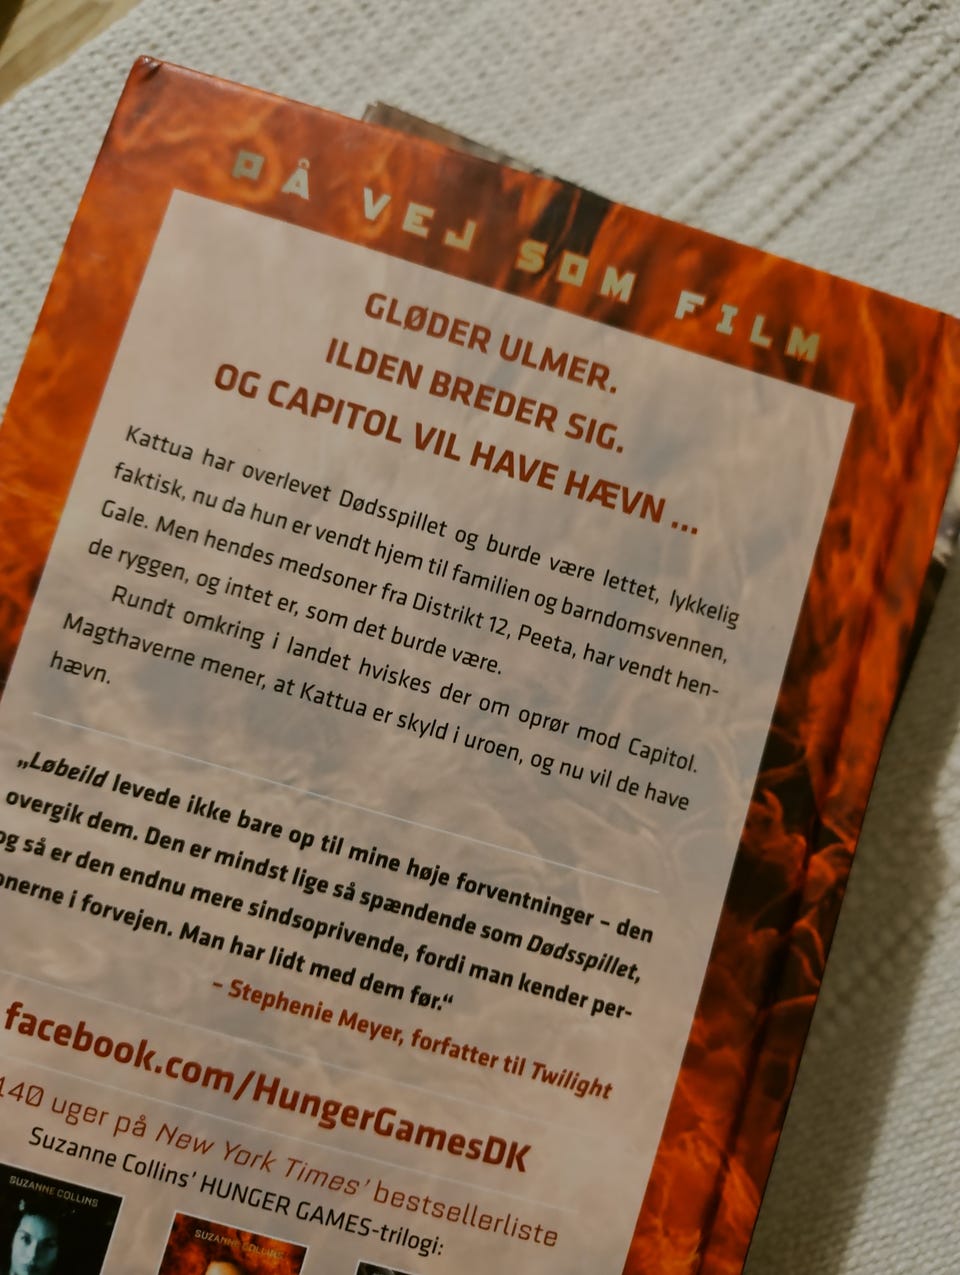 PÅ VEJ SOM FILM
GLØDER ULMER.
ILDEN BREDER SIG.
OG CAPITOL VIL HAVE HÆVN ...
Kattua har overlevet Dødsspillet og burde være lettet, lykkelig
faktisk, nu da hun er vendt hjem til familien og barndomsvennen,
Gale. Men hendes medsoner fra Distrikt 12, Peeta, har vendt hen-
de ryggen, og intet er, som det burde være.
Rundt omkring i landet hviskes der om oprør mod Capitol.
Magthaverne mener, at Kattua er skyld i uroen, og nu vil de have
hævn.
„Løbeild levede ikke bare op til mine høje forventninger – den
overgik dem. Den er mindst lige så spændende som Dødsspillet,
og så er den endnu mere sindsoprivende, fordi man kender per-
onerne i forvejen. Man har lidt med dem før.“
– Stephenie Meyer, forfatter til Twilight
facebook.com/HungerGamesDK
140 uger på New York Times’ bestsellerliste
Suzanne Collins’ HUNGER GAMES-trilogi:
SUZANNE COLLINS
SUZANNE COLLINS